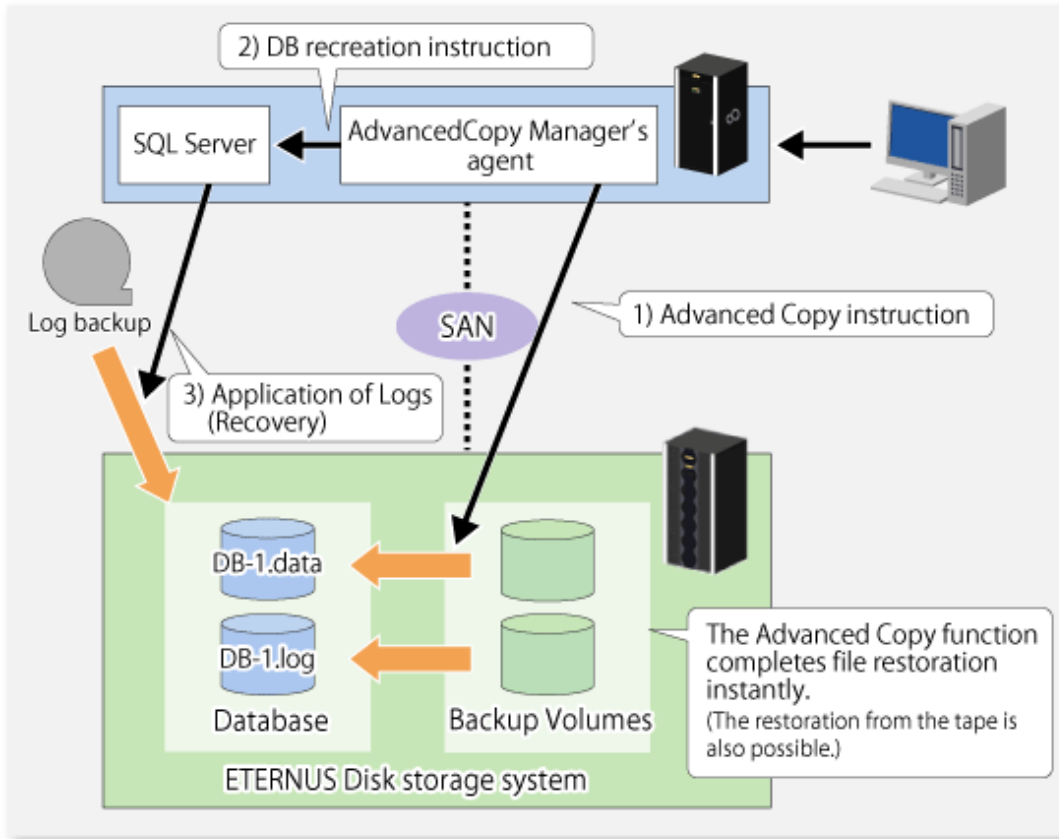 2) DB recreation instruction
SQL Server
AdvancedCopy Manager's
agent
Log backup
SAN
1) Advanced Copy instruction
3) Application of Logs
(Recovery)
DB-1.data
DB-1.log
Database
Backup Volumes
The Advanced Copy function
completes file restoration
instantly.
(The restoration from the tape is
also possible.)
ETERNUS Disk storage system